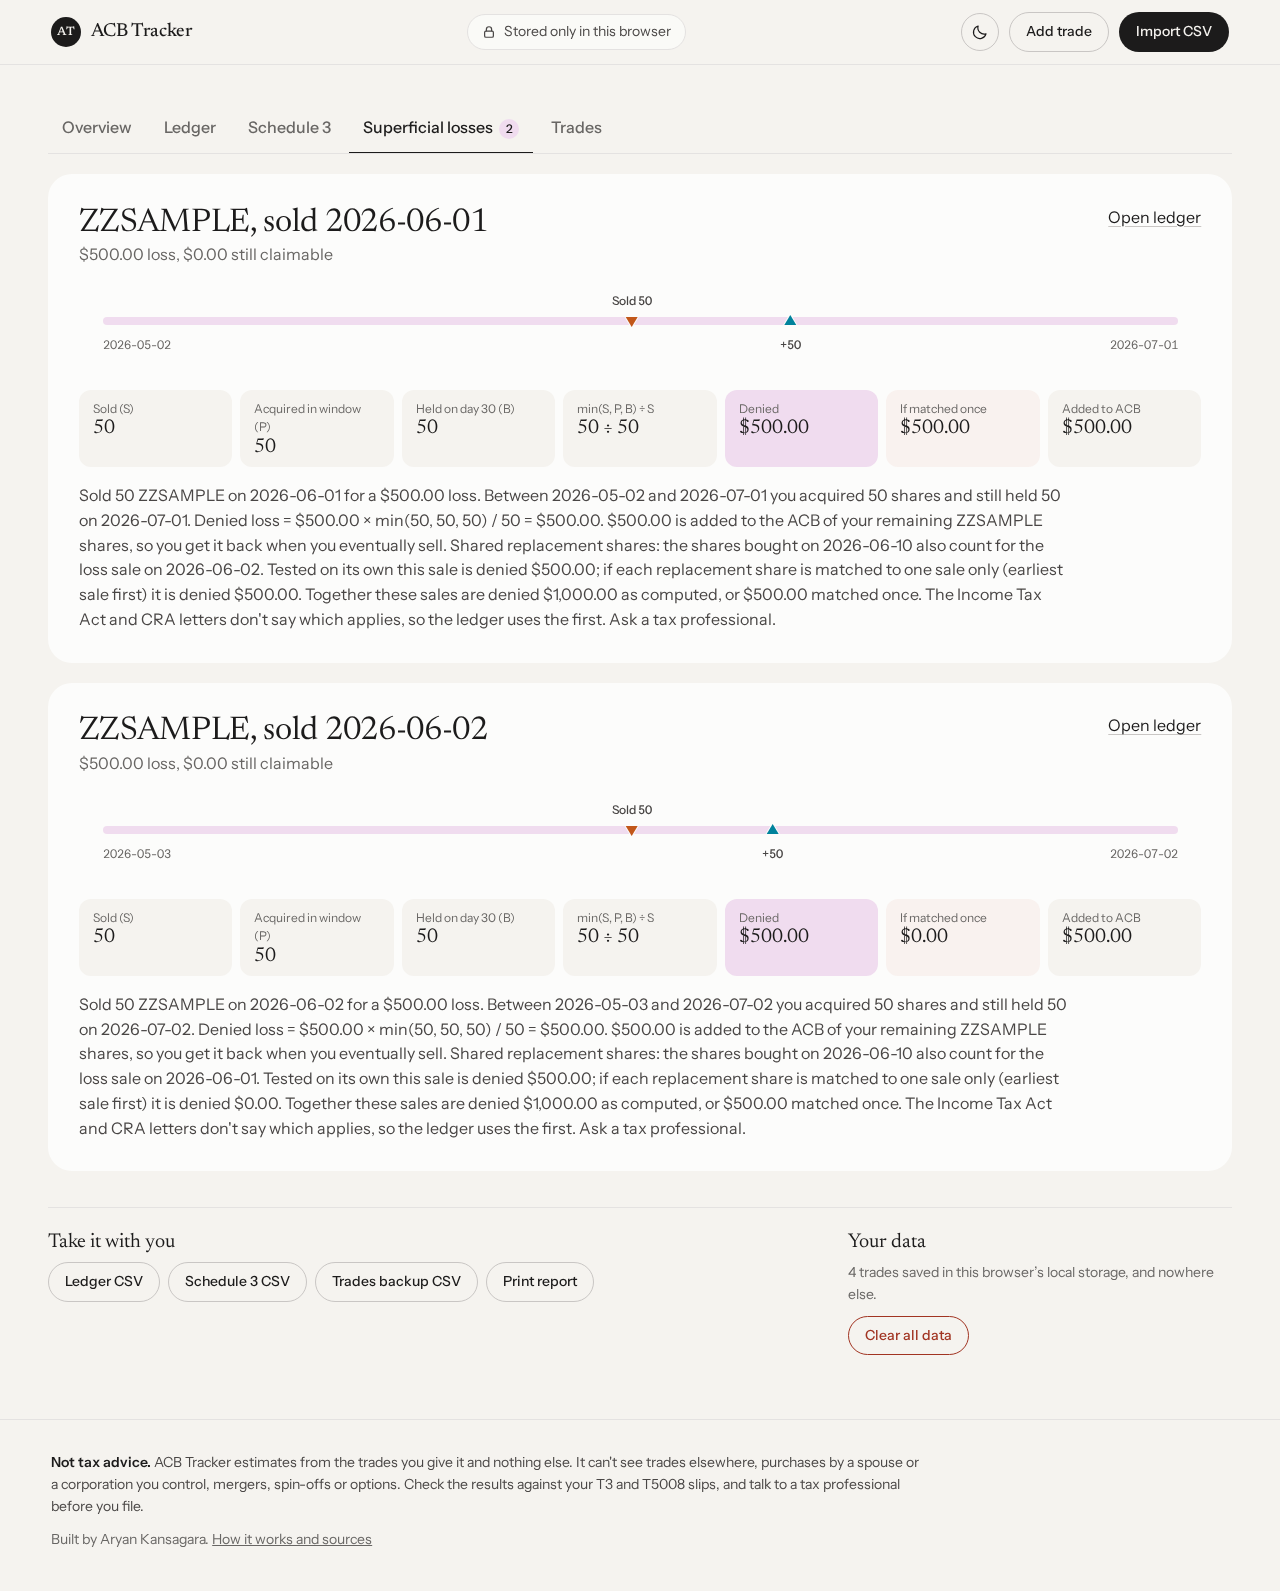 AT ACB Tracker
Stored only in this browser
Add trade
Import CSV
Overview
Ledger
Schedule 3
Superficial losses 2
Trades
ZZSAMPLE, sold 2026-06-01
Open ledger
$500.00 loss, $0.00 still claimable
Sold 50
2026-05-02
+50
2026-07-01
Sold (S)
50
Acquired in window
(P)
50
Held on day 30 (B)
50
min(S, P, B) ÷ S
50 ÷ 50
Denied
$500.00
If matched once
$500.00
Added to ACB
$500.00
Sold 50 ZZSAMPLE on 2026-06-01 for a $500.00 loss. Between 2026-05-02 and 2026-07-01 you acquired 50 shares and still held 50
on 2026-07-01. Denied loss = $500.00 × min(50, 50, 50) / 50 = $500.00. $500.00 is added to the ACB of your remaining ZZSAMPLE
shares, so you get it back when you eventually sell. Shared replacement shares: the shares bought on 2026-06-10 also count for the
loss sale on 2026-06-02. Tested on its own this sale is denied $500.00; if each replacement share is matched to one sale only (earliest
sale first) it is denied $500.00. Together these sales are denied $1,000.00 as computed, or $500.00 matched once. The Income Tax
Act and CRA letters don't say which applies, so the ledger uses the first. Ask a tax professional.
ZZSAMPLE, sold 2026-06-02
Open ledger
$500.00 loss, $0.00 still claimable
Sold 50
2026-05-03
+50
2026-07-02
Sold (S)
50
Acquired in window
(P)
50
Held on day 30 (B)
50
min(S, P, B) ÷ S
50 ÷ 50
Denied
$500.00
If matched once
$0.00
Added to ACB
$500.00
Sold 50 ZZSAMPLE on 2026-06-02 for a $500.00 loss. Between 2026-05-03 and 2026-07-02 you acquired 50 shares and still held 50
on 2026-07-02. Denied loss = $500.00 × min(50, 50, 50) / 50 = $500.00. $500.00 is added to the ACB of your remaining ZZSAMPLE
shares, so you get it back when you eventually sell. Shared replacement shares: the shares bought on 2026-06-10 also count for the
loss sale on 2026-06-01. Tested on its own this sale is denied $500.00; if each replacement share is matched to one sale only (earliest
sale first) it is denied $0.00. Together these sales are denied $1,000.00 as computed, or $500.00 matched once. The Income Tax Act
and CRA letters don't say which applies, so the ledger uses the first. Ask a tax professional.
Take it with you
Ledger CSV
Schedule 3 CSV
Trades backup CSV
Print report
Your data
4 trades saved in this browser's local storage, and nowhere
else.
Clear all data
Not tax advice. ACB Tracker estimates from the trades you give it and nothing else. It can't see trades elsewhere, purchases by a spouse or
a corporation you control, mergers, spin-offs or options. Check the results against your T3 and T5008 slips, and talk to a tax professional
before you file.
Built by Aryan Kansagara. How it works and sources